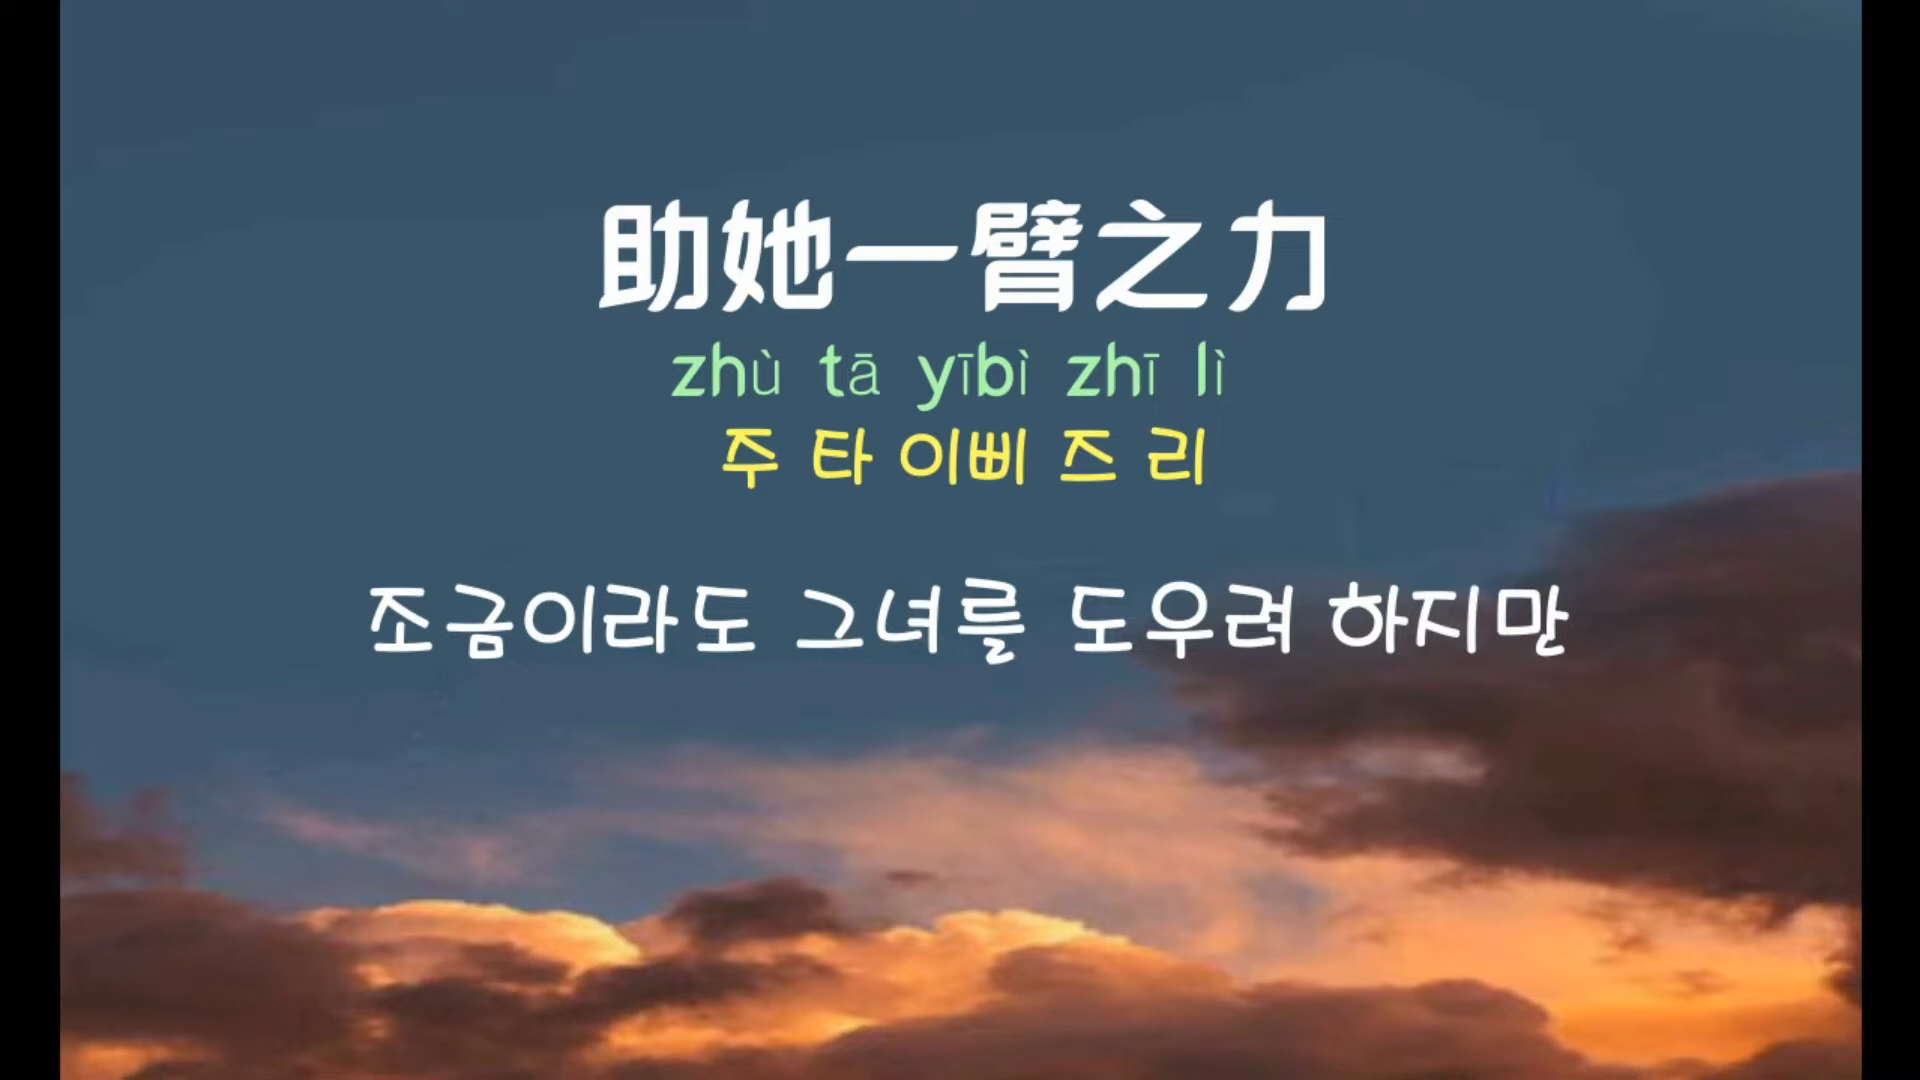 助她一臂之力
zhù tā yībì zhī lì
주 타 이삐 즈 리
조금이라도 그녀를 도우려 하지만